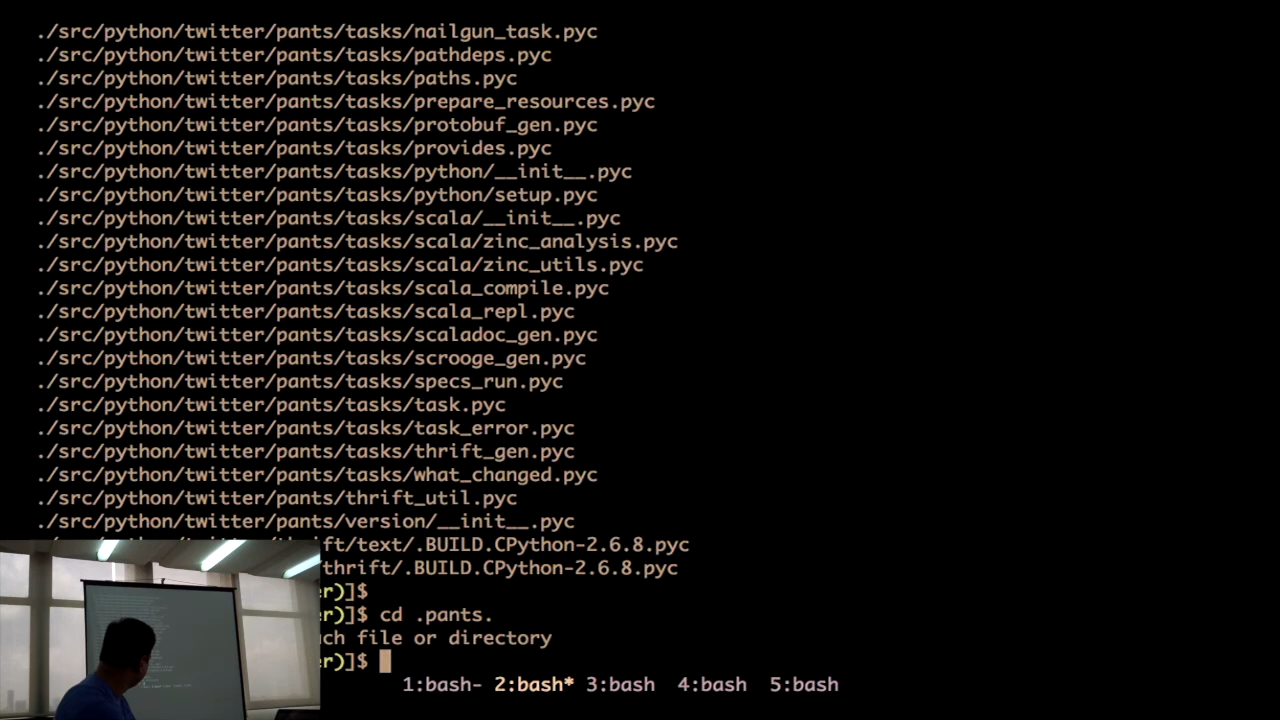 ./src/python/twitter/pants/tasks/nailgun_task.pyc
./src/python/twitter/pants/tasks/pathdeps.pyc
./src/python/twitter/pants/tasks/paths.pyc
./src/python/twitter/pants/tasks/prepare_resources.pyc
./src/python/twitter/pants/tasks/protobuf_gen.pyc
./src/python/twitter/pants/tasks/provides.pyc
./src/python/twitter/pants/tasks/python/__init__.pyc
./src/python/twitter/pants/tasks/python/setup.pyc
./src/python/twitter/pants/tasks/scala/__init__.pyc
./src/python/twitter/pants/tasks/scala/zinc_analysis.pyc
./src/python/twitter/pants/tasks/scala/zinc_utils.pyc
./src/python/twitter/pants/tasks/scala_compile.pyc
./src/python/twitter/pants/tasks/scala_repl.pyc
./src/python/twitter/pants/tasks/scaladoc_gen.pyc
./src/python/twitter/pants/tasks/scrooge_gen.pyc
./src/python/twitter/pants/tasks/specs_run.pyc
./src/python/twitter/pants/tasks/task.pyc
./src/python/twitter/pants/tasks/task_error.pyc
./src/python/twitter/pants/tasks/thrift_gen.pyc
./src/python/twitter/pants/tasks/what_changed.pyc
./src/python/twitter/pants/thrift_util.pyc
./src/python/twitter/pants/version/__init__.pyc
ft/text/.BUILD.CPython-2.6.8.pyc
thrift/.BUILD.CPython-2.6.8.pyc
r)]$
r)]$ cd .pants.
ch file or directory
r)]$
1:bash- 2:bash* 3:bash 4:bash 5:bash